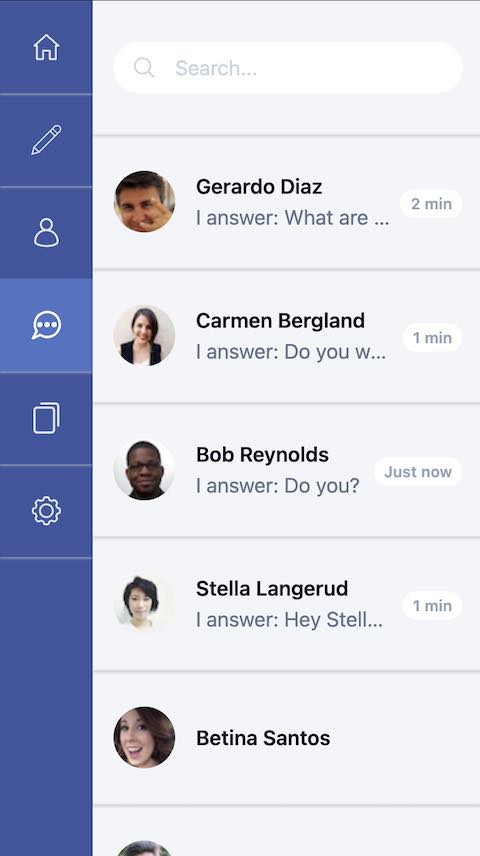 Search...
Gerardo Diaz
I answer: What are ...
2 min
Carmen Bergland
I answer: Do you w...
1 min
Bob Reynolds
I answer: Do you?
Just now
Stella Langerud
I answer: Hey Stell...
1 min
Betina Santos